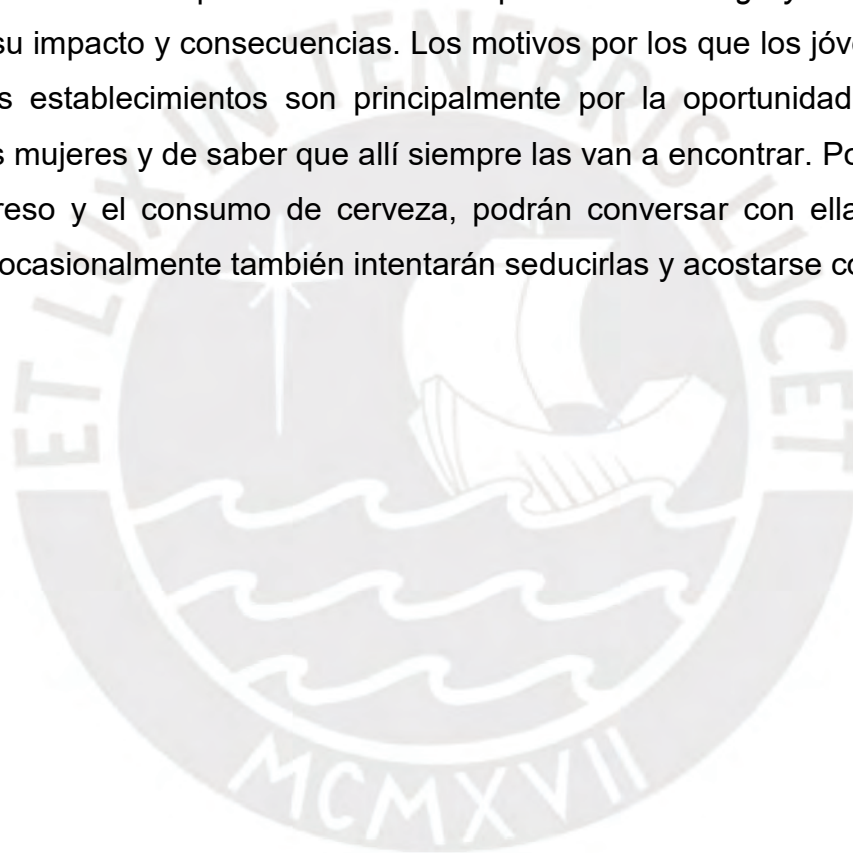 su impacto y consecuencias. Los motivos por los que los jóv
s establecimientos son principalmente por la oportunidad
s mujeres y de saber que allí siempre las van a encontrar. Po
reso y el consumo de cerveza, podrán conversar con ella
ocasionalmente también intentarán seducirlas y acostarse co
ET LUX IN TENEBRIS LUCET
MCMXVII